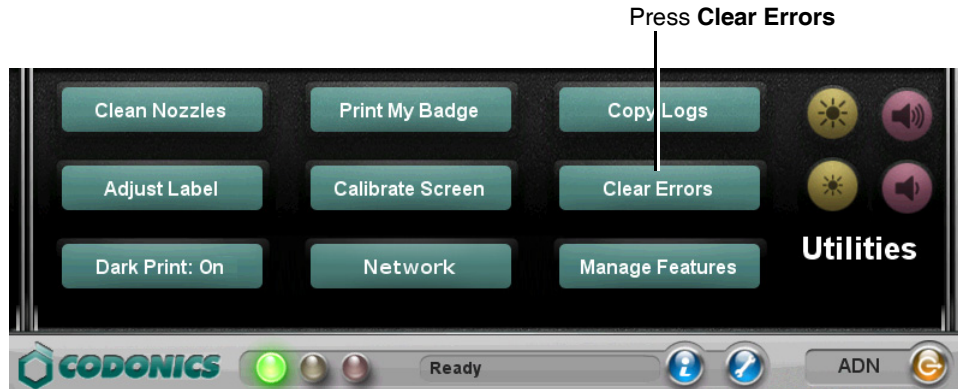 Press Clear Errors
Clean Nozzles
Print My Badge
Copy Logs
Adjust Label
Calibrate Screen
Clear Errors
Utilities
Dark Print: On
Network
Manage Features
CODONICS
Ready
ADN